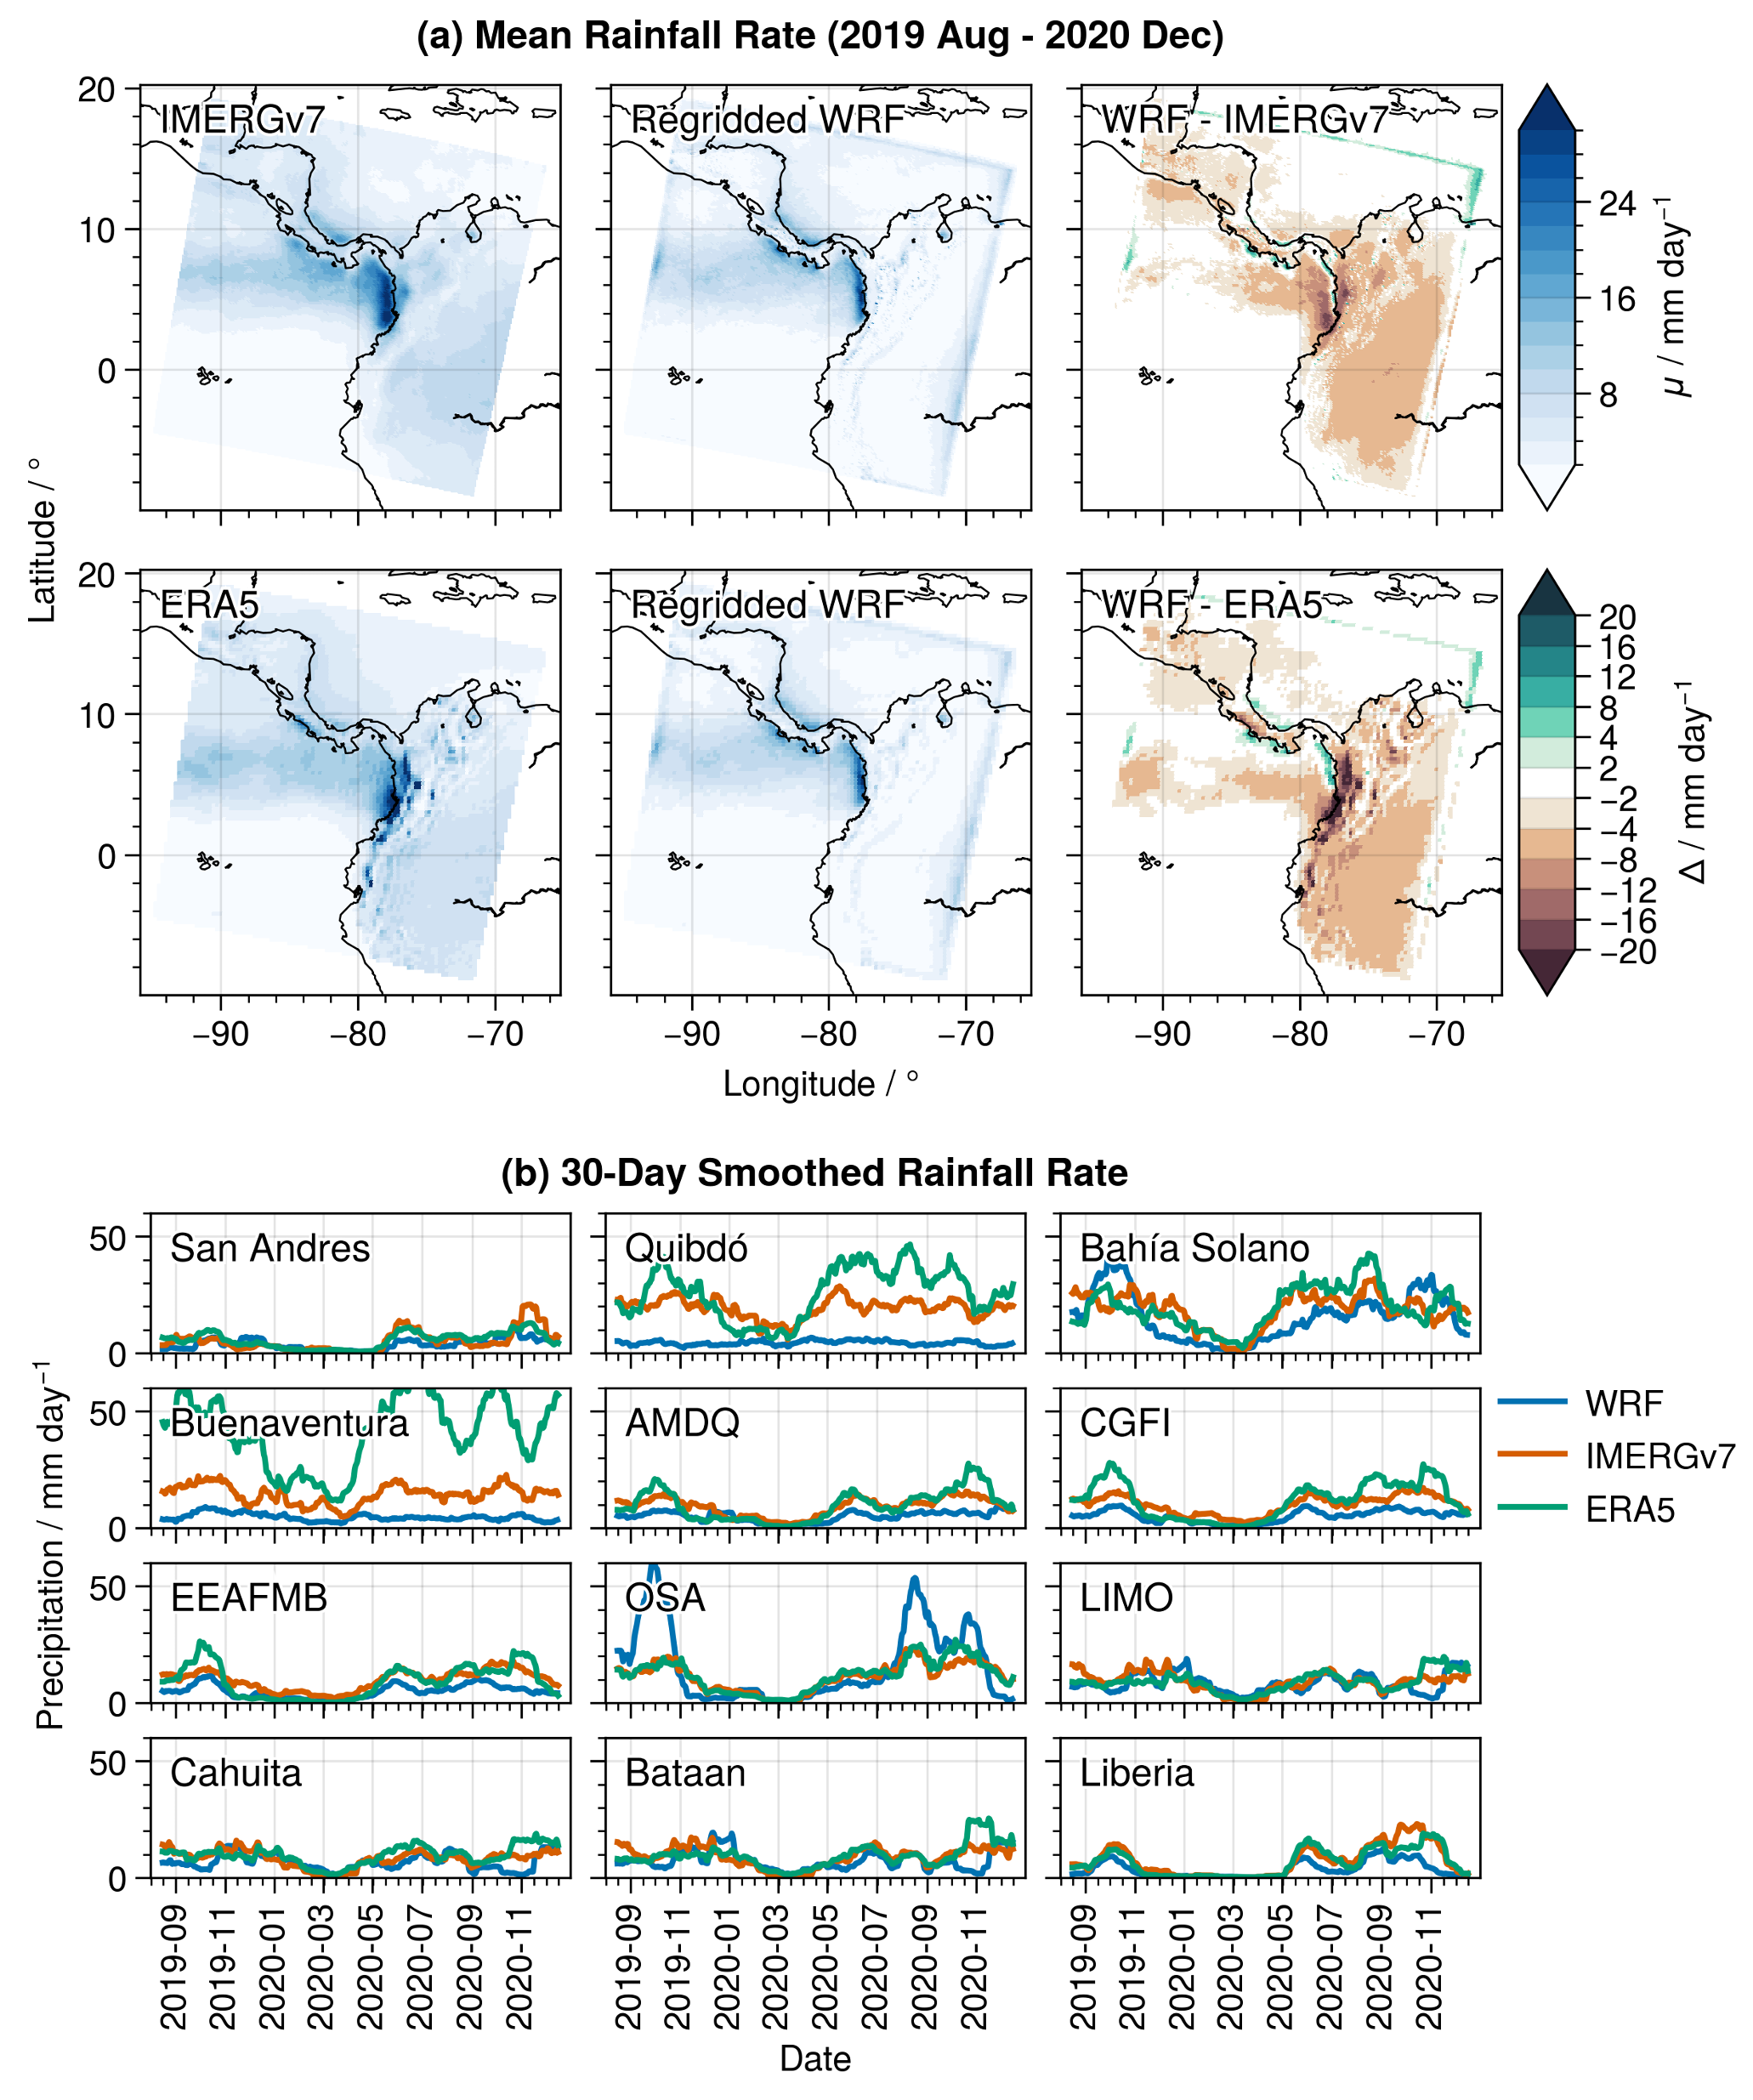 (a) Mean Rainfall Rate (2019 Aug - 2020 Dec)
IMERGv7
Regridded WRF
WRF - IMERGv7
20
10
0
24
16
8
μ / mm day−1
Latitude / °
ERA5
Regridded WRF
WRF - ERA5
20
10
0
20
16
12
8
4
2
−2
−4
−8
−12
−16
−20
Δ / mm day−1
−90 −80 −70
−90 −80 −70
−90 −80 −70
Longitude / °
(b) 30-Day Smoothed Rainfall Rate
San Andres
Quibdó
Bahía Solano
50
0
Buenaventura
AMDQ
CGFI
50
0
WRF
IMERGv7
ERA5
Precipitation / mm day−1
EEAFMB
OSA
LIMO
50
0
Cahuita
Bataan
Liberia
50
0
2019-09 2019-11 2020-01 2020-03 2020-05 2020-07 2020-09 2020-11
2019-09 2019-11 2020-01 2020-03 2020-05 2020-07 2020-09 2020-11
2019-09 2019-11 2020-01 2020-03 2020-05 2020-07 2020-09 2020-11
Date